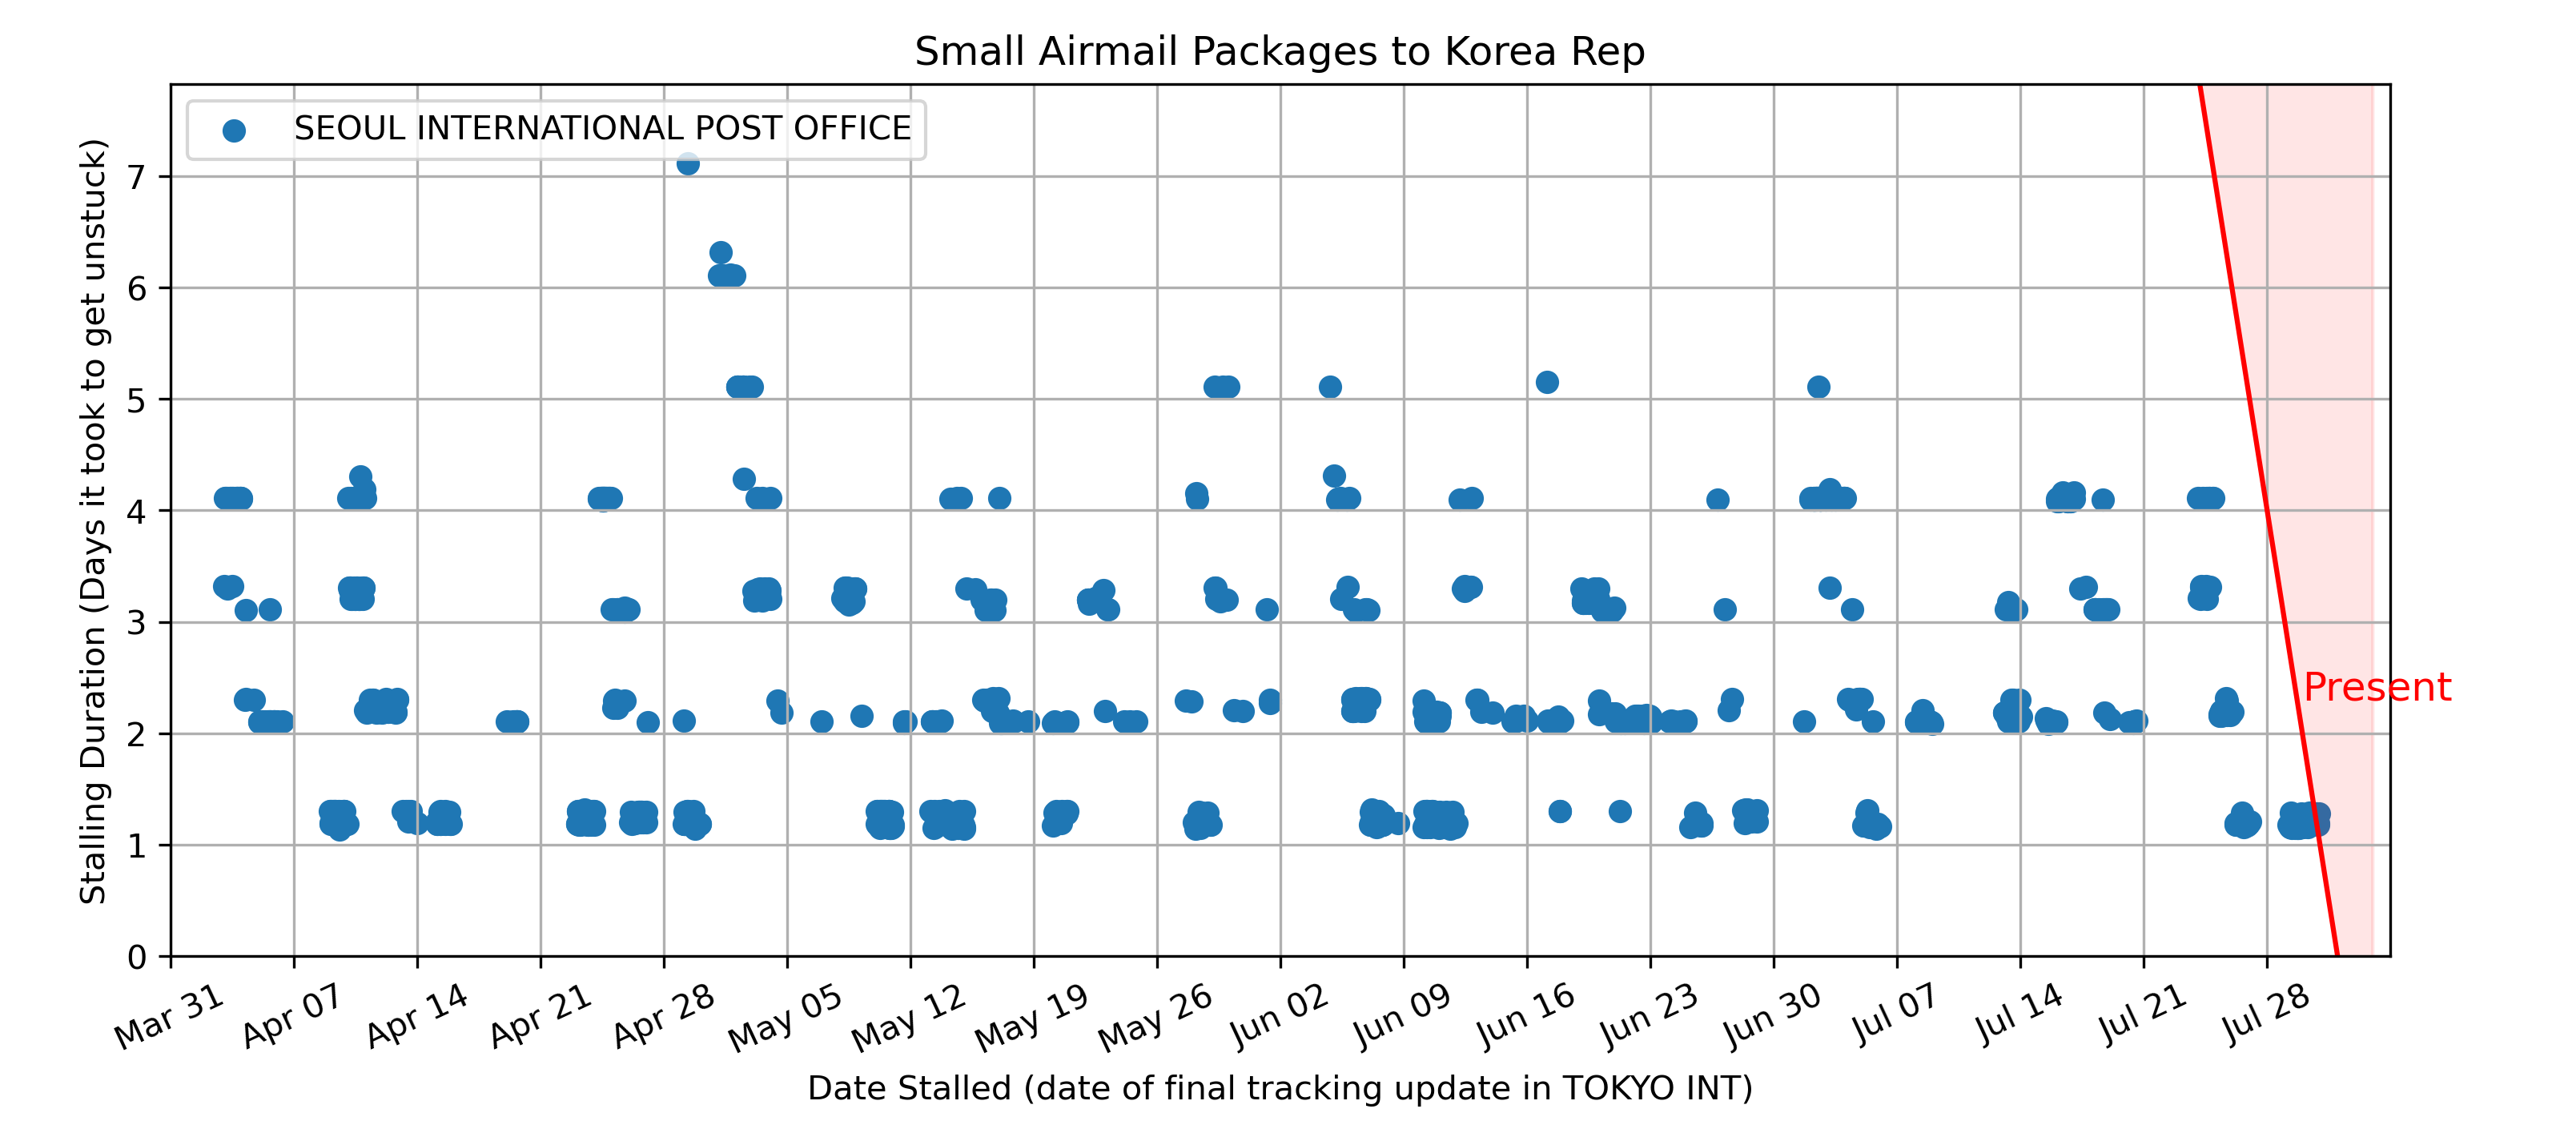 Small Airmail Packages to Korea Rep
SEOUL INTERNATIONAL POST OFFICE
Stalling Duration (Days it took to get unstuck)
7
6
5
4
3
2
1
0
Present
Mar 31
Apr 07
Apr 14
Apr 21
Apr 28
May 05
May 12
May 19
May 26
Jun 02
Jun 09
Jun 16
Jun 23
Jun 30
Jul 07
Jul 14
Jul 21
Jul 28
Date Stalled (date of final tracking update in TOKYO INT)